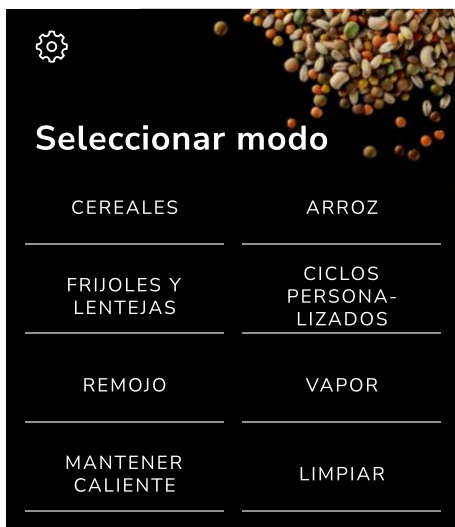 Seleccionar modo
CEREALES
ARROZ
FRIJOLES Y
LENTEJAS
CICLOS
PERSONA-
LIZADOS
REMOJO
VAPOR
MANTENER
CALIENTE
LIMPIAR